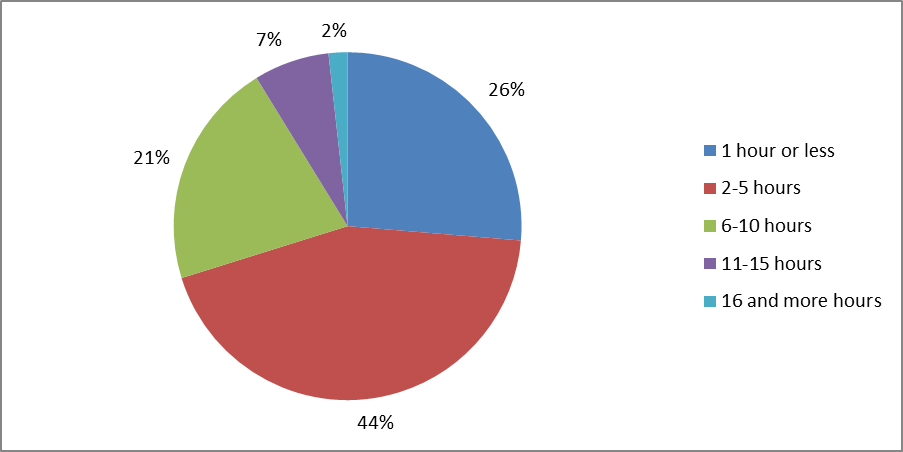 2%
7%
26%
21%
44%
1 hour or less
2-5 hours
6-10 hours
11-15 hours
16 and more hours